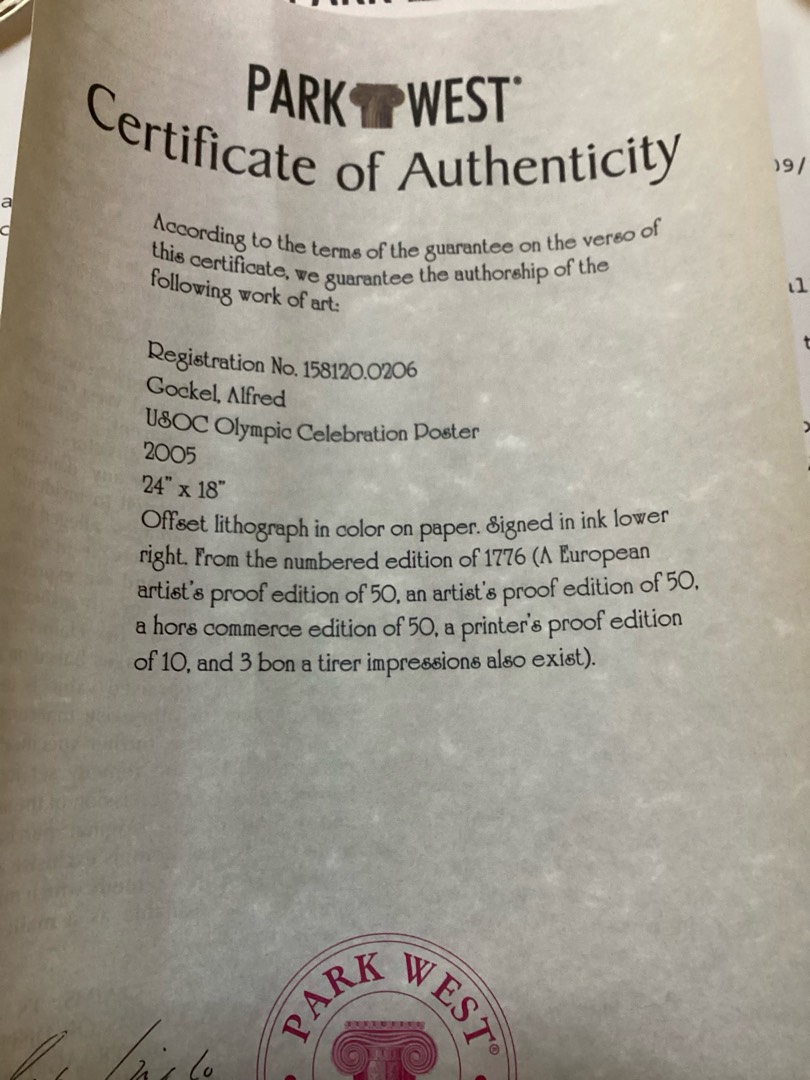 PARK WEST
Certificate of Authenticity
According to the terms of the guarantee on the verso of
this certificate, we guarantee the authorship of the
following work of art:
Registration No. 158120.0206
Gockel, Alfred
USOC Olympic Celebration Poster
2005
24" x 18"
Offset lithograph in color on paper. Signed in ink lower
right. From the numbered edition of 1776 (A European
artist's proof edition of 50, an artist's proof edition of 50,
a hors commerce edition of 50, a printer's proof edition
of 10, and 3 bon a tirer impressions also exist).
PARK WEST®